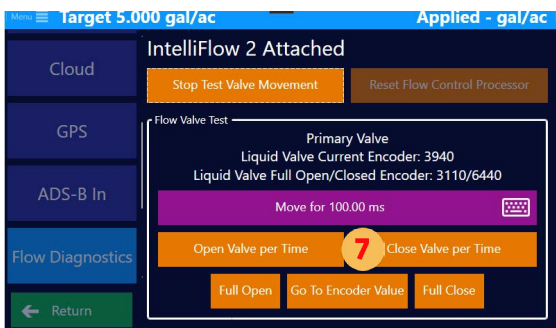 Menu Target 5.000 gal/ac Applied - gal/ac
IntelliFlow 2 Attached
Cloud
Stop Test Valve Movement Reset Flow Control Processor
Flow Valve Test
GPS
Primary Valve
Liquid Valve Current Encoder: 3940
Liquid Valve Full Open/Closed Encoder: 3110/6440
ADS-B In
Move for 100.00 ms
Flow Diagnostics
Open Valve per Time 7 Close Valve per Time
Full Open Go To Encoder Value Full Close
Return